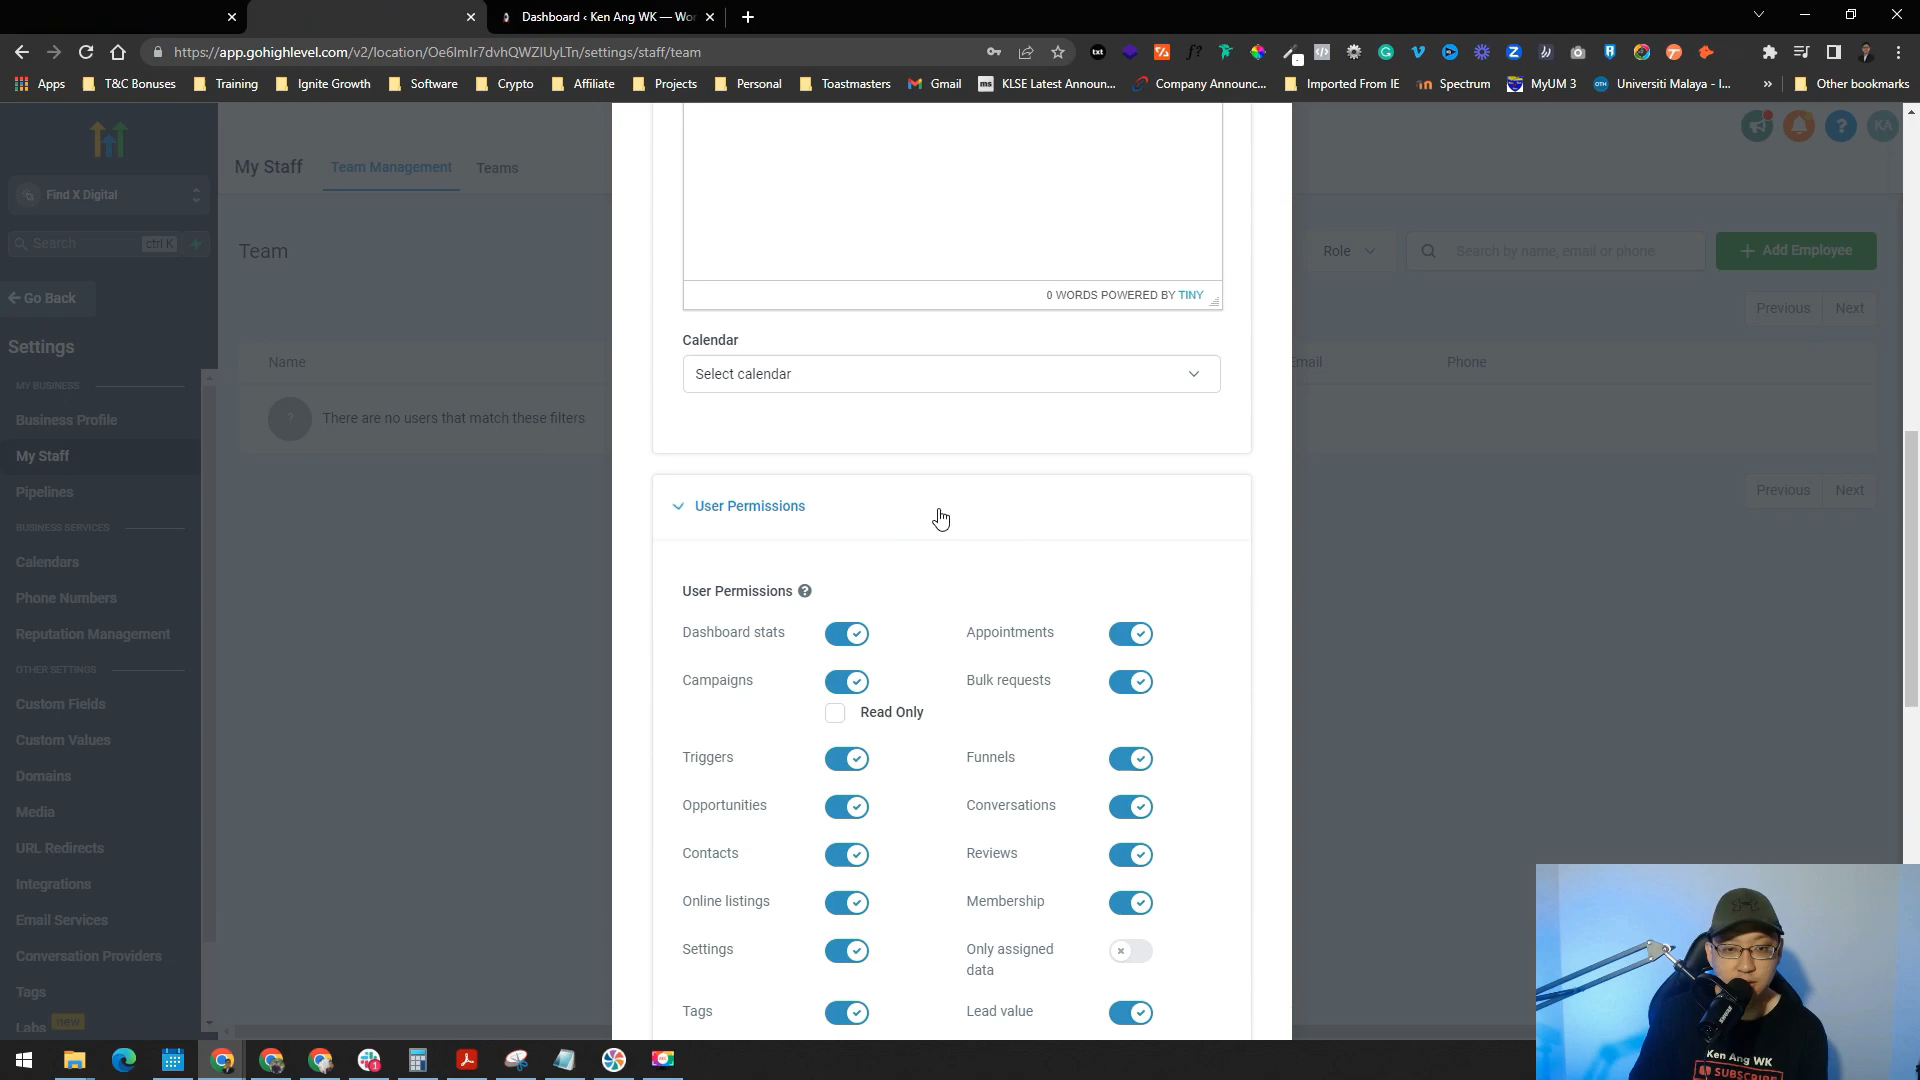 Dashboard ‹ Ken Ang WK — Wor
https://app.gohighlevel.com/v2/location/Oe6lmIr7dvhQWZIUyLTn/settings/staff/team
Apps
T&C Bonuses
Training
Ignite Growth
Software
Crypto
Affiliate
Projects
Personal
Toastmasters
Gmail
KLSE Latest Announ...
Company Announc...
Imported From IE
Spectrum
MyUM 3
Universiti Malaya - I...
Other bookmarks
KA
My Staff
Team Management
Teams
Find X Digital
Search
ctrl K
Team
Role
Search by name, email or phone
Add Employee
Go Back
Previous
Next
0 WORDS POWERED BY TINY
Settings
Calendar
Select calendar
Name
Email
Phone
MY BUSINESS
Business Profile
There are no users that match these filters
My Staff
Pipelines
Previous
Next
User Permissions
BUSINESS SERVICES
Calendars
Phone Numbers
Reputation Management
OTHER SETTINGS
Custom Fields
Custom Values
Domains
Media
URL Redirects
Integrations
Email Services
Conversation Providers
Tags
Labs
new
User Permissions
Dashboard stats
Appointments
Campaigns
Bulk requests
Read Only
Triggers
Funnels
Opportunities
Conversations
Contacts
Reviews
Online listings
Membership
Settings
Only assigned
data
Tags
Lead value
Ken Ang WK
SUBSCRIBE